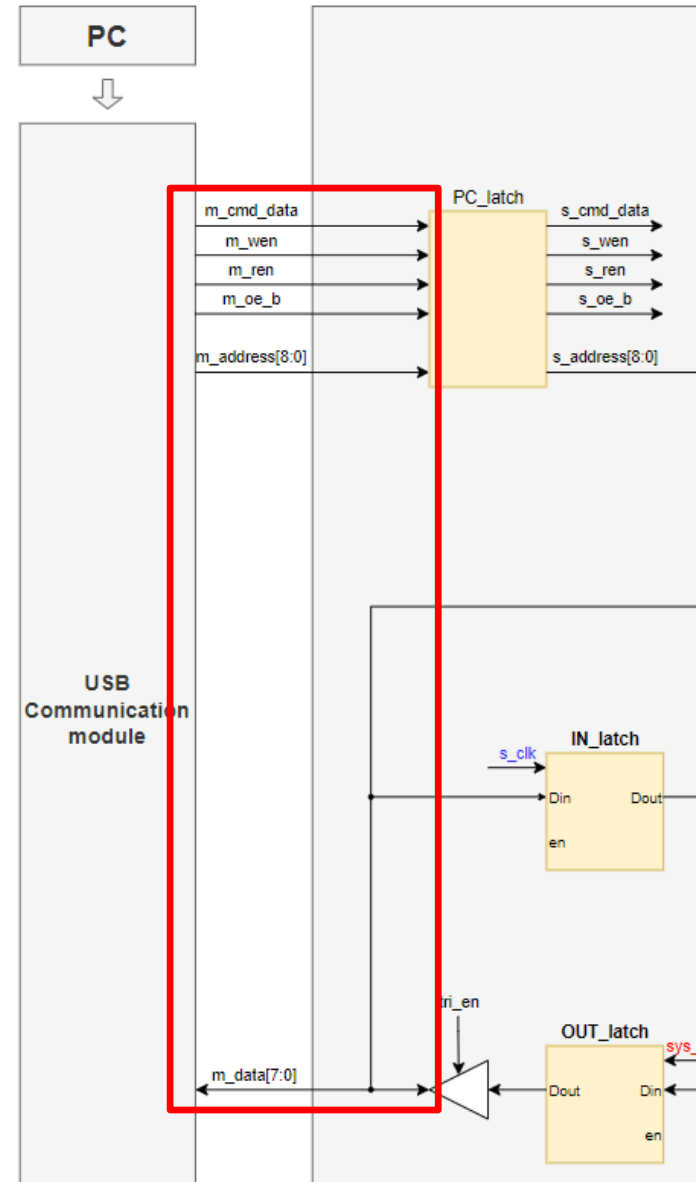 PC
PC_latch
m_cmd_data
s_cmd_data
m_wen
s_wen
m_ren
s_ren
m_oe_b
s_oe_b
m_address[8:0]
s_address[8:0]
USB
Communication
module
IN_latch
s_clk
Din
Dout
en
tri_en
OUT_latch
sys_
m_data[7:0]
Dout
Din
en